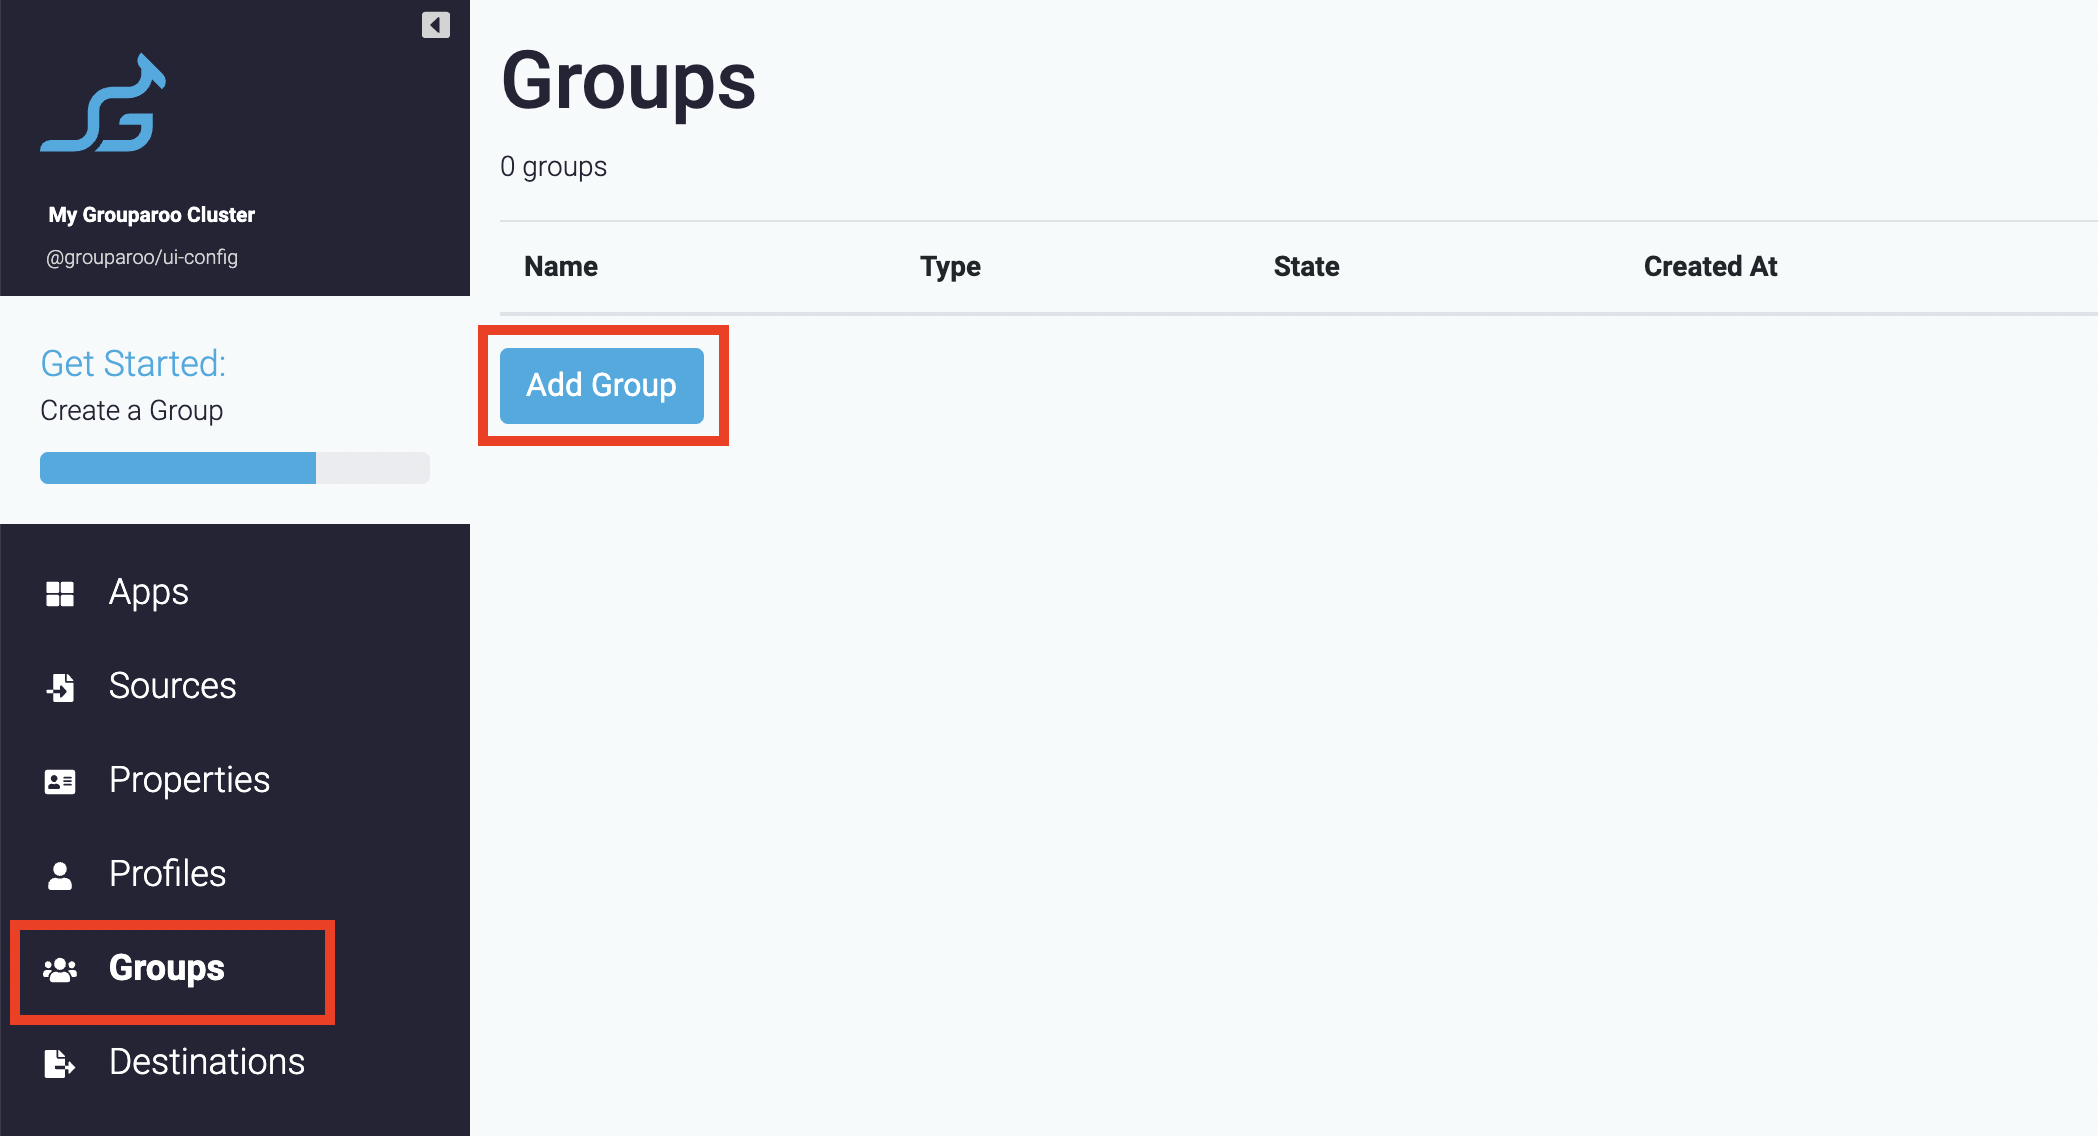 My Grouparoo Cluster
@grouparoo/ui-config
Get Started:
Create a Group
Apps
Sources
Properties
Profiles
Groups
Destinations
Groups
0 groups
Name Type State Created At
Add Group